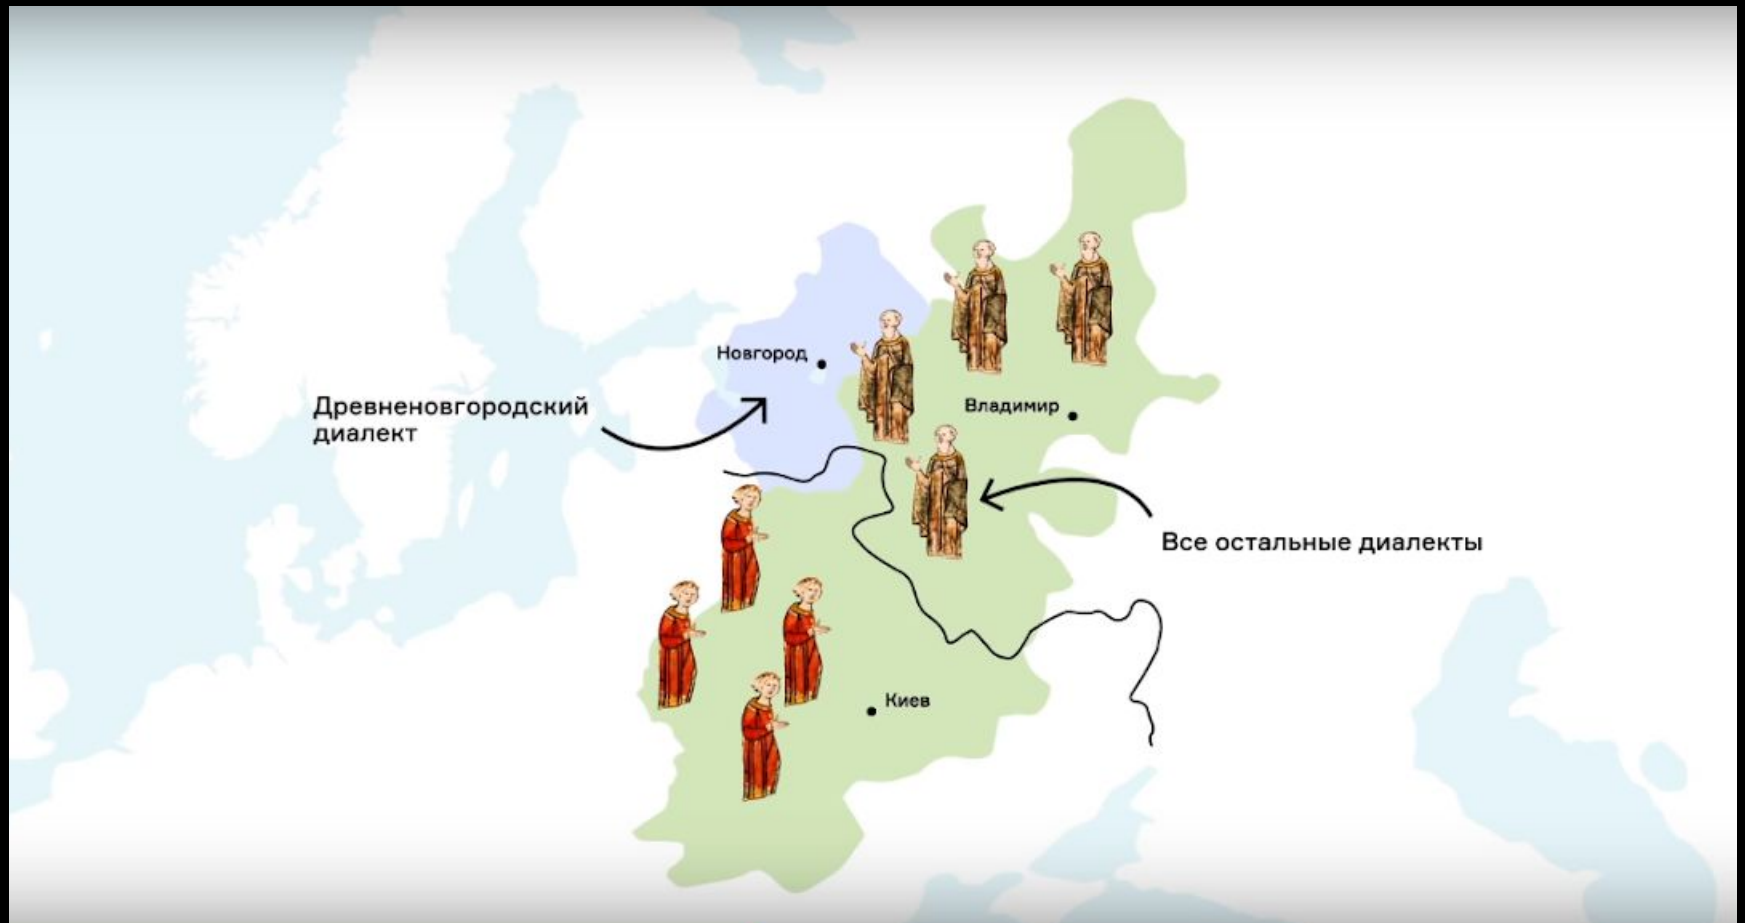 Новгород
Древненовгородский
диалект
Владимир
Все остальные диалекты
Киев